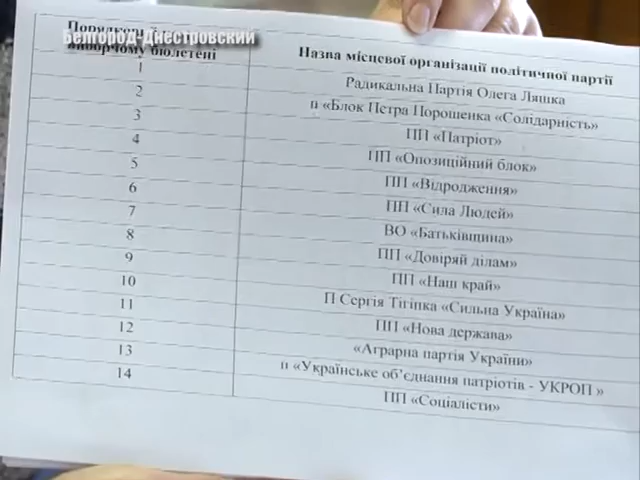 Белгород-Днестровский
виборчому бюлетені
Назва місцевої організації політичної партії
1 Радикальна Партія Олега Ляшка
2 п «Блок Петра Порошенка «Солідарність»
3 ПП «Патріот»
4 ПП «Опозиційний блок»
5 ПП «Відродження»
6 ПП «Сила Людей»
7 ВО «Батьківщина»
8 ПП «Довіряй ділам»
9 ПП «Наш край»
10 П Сергія Тігіпка «Сильна Україна»
11 ПП «Нова держава»
12 «Аграрна партія України»
13 п «Українське об’єднання патріотів - УКРОП »
14 ПП «Соціалісти»